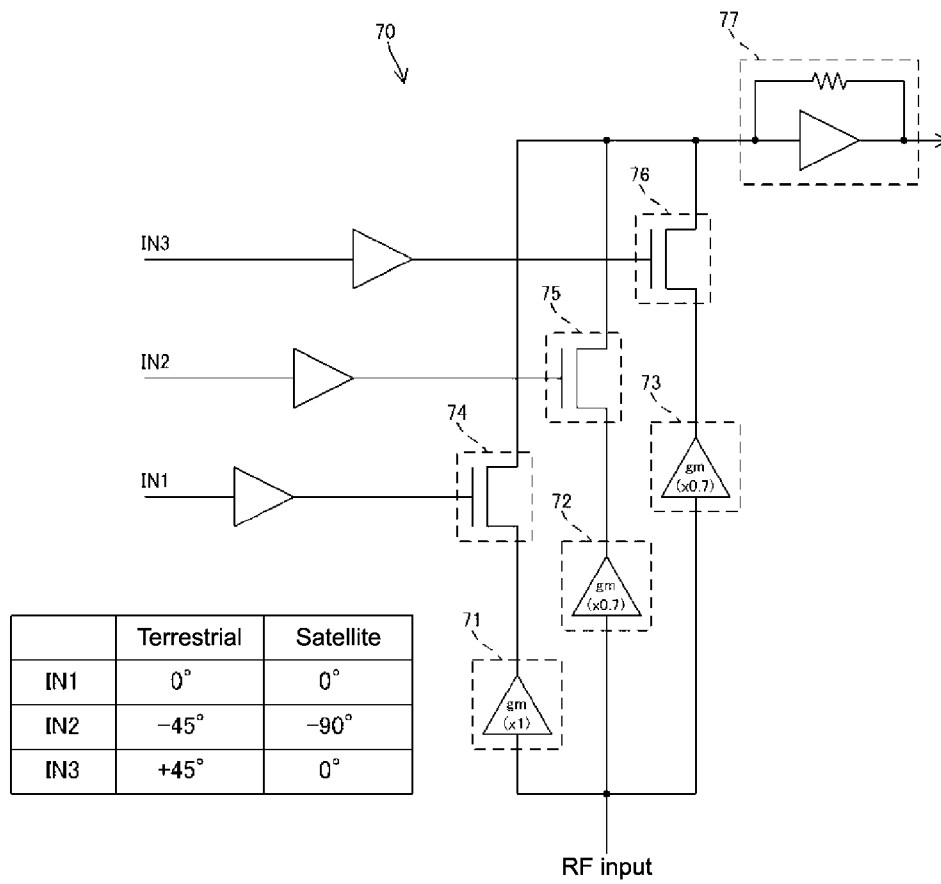 70
77
76
IN3
75
IN2
73
74
gm
(x0.7)
IN1
72
gm
(x0.7)
71
gm
(x1)
Terrestrial Satellite
IN1 0° 0°
IN2 −45° −90°
IN3 +45° 0°
RF input